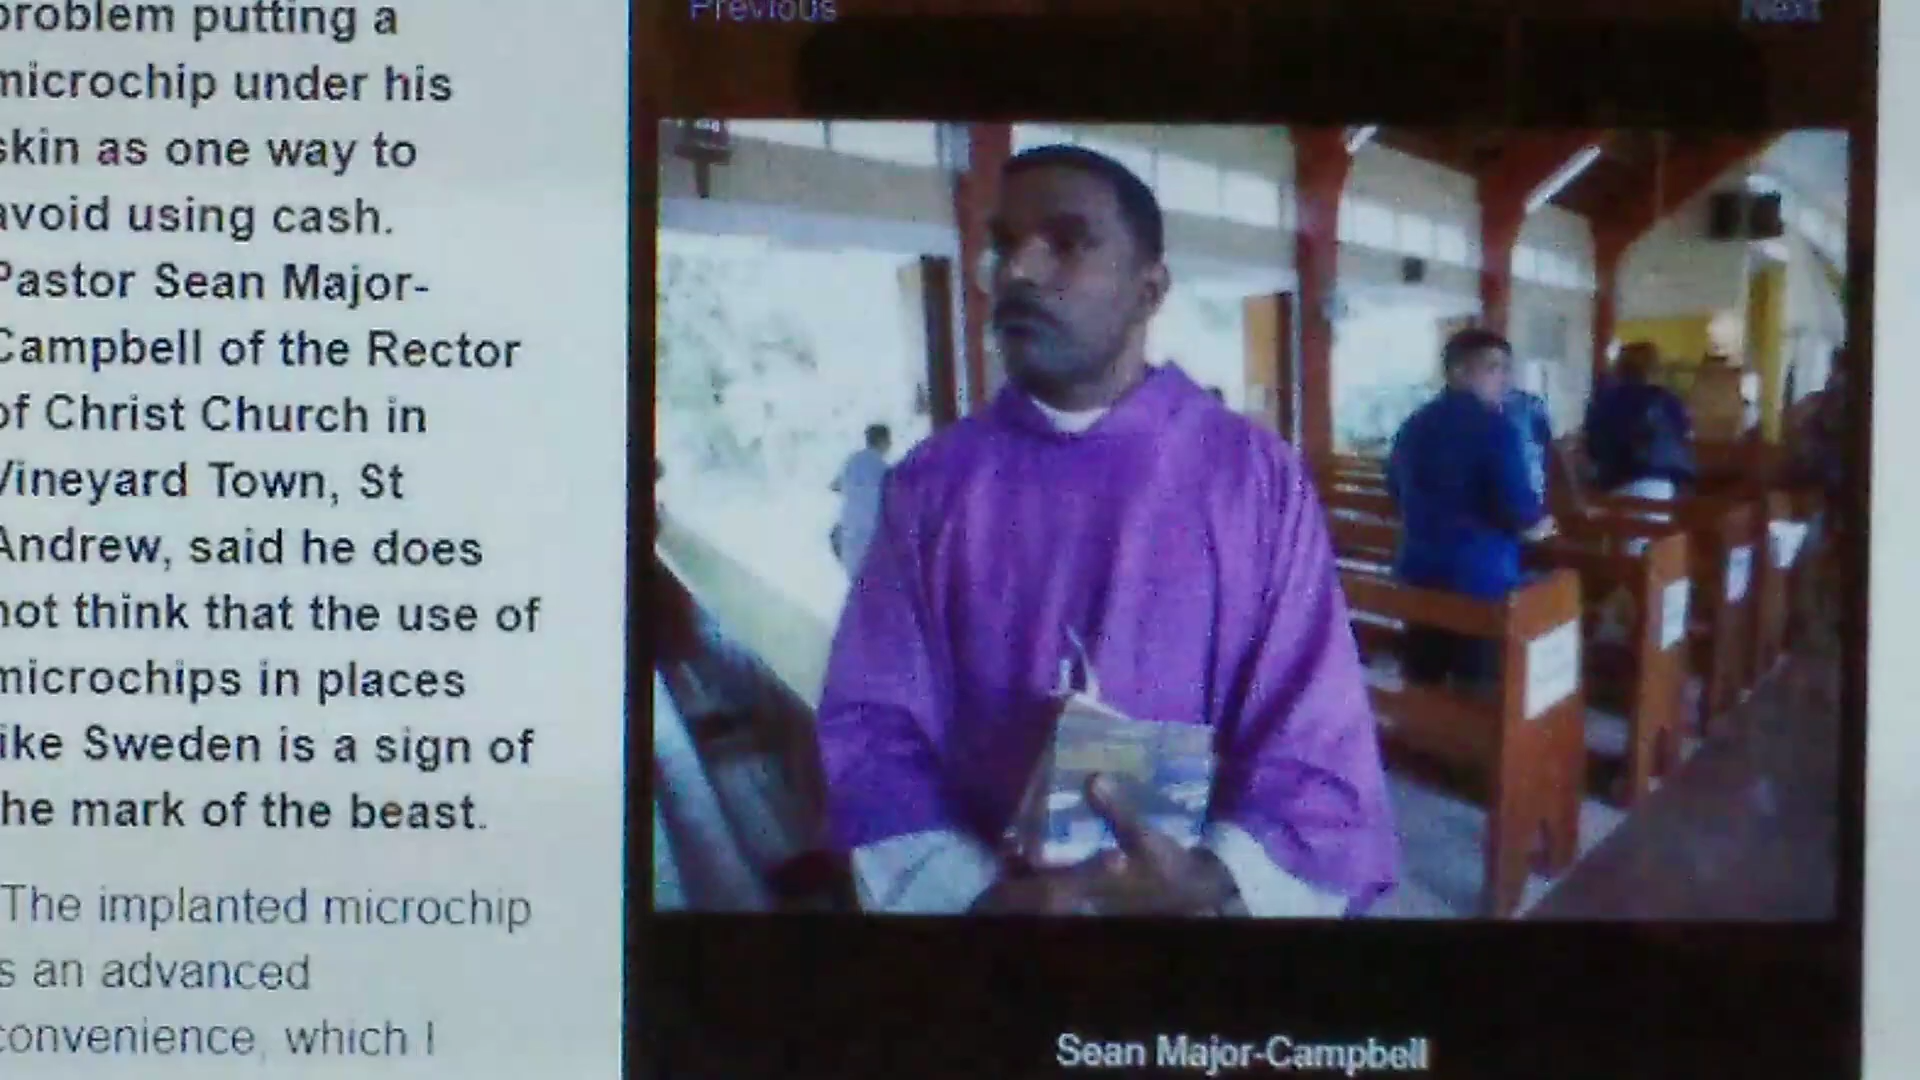 problem putting a
microchip under his
skin as one way to
avoid using cash.
Pastor Sean Major-
Campbell of the Rector
of Christ Church in
Vineyard Town, St
Andrew, said he does
not think that the use of
microchips in places
like Sweden is a sign of
the mark of the beast.
"The implanted microchip
is an advanced
convenience, which I
Previous
Next
Sean Major-Campbell